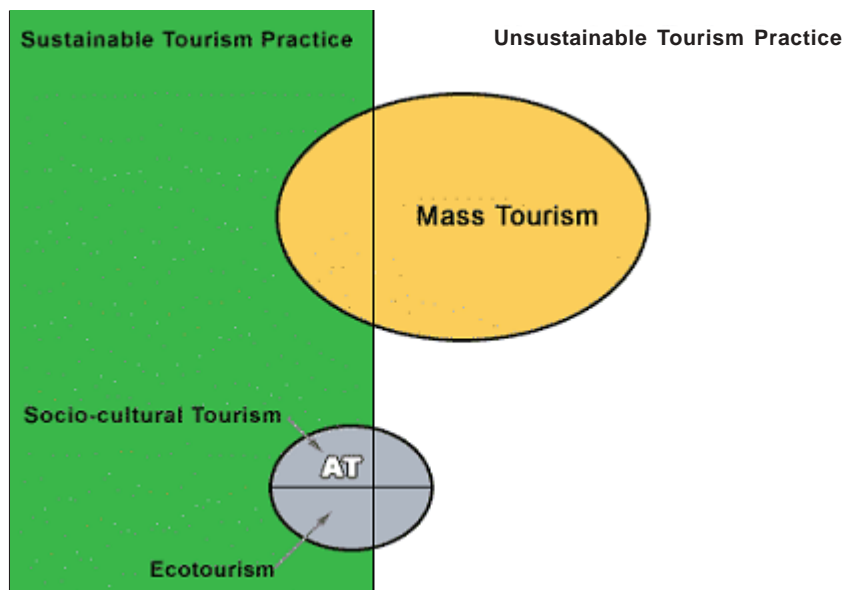 Sustainable Tourism Practice
Unsustainable Tourism Practice
Mass Tourism
Socio-cultural Tourism
AT
Ecotourism